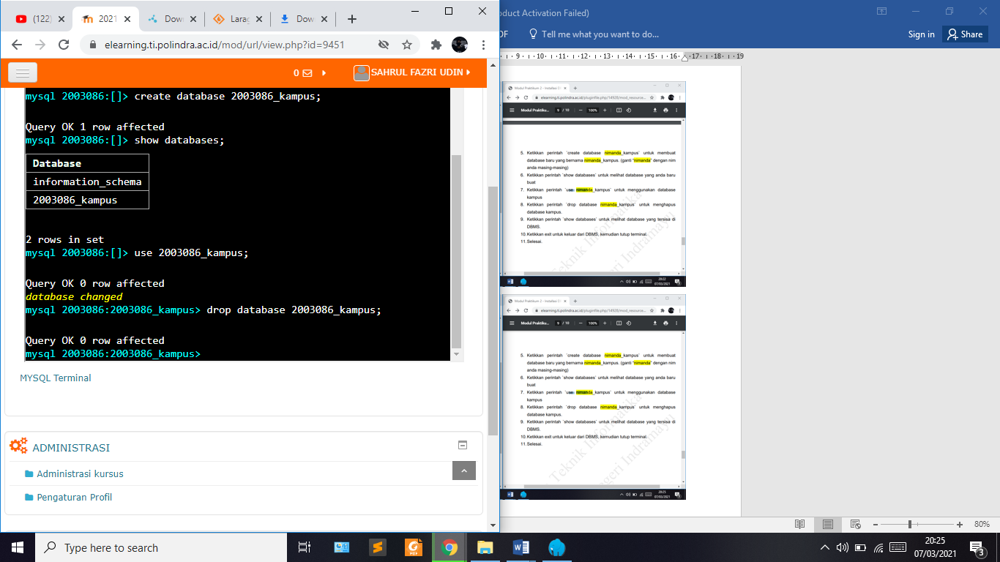 (122)
2021
Down
Larag
Down
elearning.ti.polindra.ac.id/mod/url/view.php?id=9451
0
SAHRUL FAZRI UDIN
mysql 2003086:[]> create database 2003086_kampus;
Query OK 1 row affected
mysql 2003086:[]> show databases;
Database
information_schema
2003086_kampus
2 rows in set
mysql 2003086:[]> use 2003086_kampus;
Query OK 0 row affected
database changed
mysql 2003086:2003086_kampus> drop database 2003086_kampus;
Query OK 0 row affected
mysql 2003086:2003086_kampus>
MYSQL Terminal
ADMINISTRASI
Administrasi kursus
Pengaturan Profil
oduct Activation Failed)
DF
Tell me what you want to do...
Sign in
Share
9 10 11 12 13 14 15 16 17 18 19
Modul Praktikum 2 - Installasi D
elearning.ti.polindra.ac.id/pluginfile.php/14928/mod_resource...
Modul Praktiku...
9 / 10
100%
5. Ketikkan perintah `create database nimanda_kampus` untuk membuat
database baru yang bernama nimanda_kampus. (ganti "nimanda" dengan nim
anda masing-masing)
6. Ketikkan perintah `show databases` untuk melihat database yang anda baru
buat
7. Ketikkan perintah `use nimanda_kampus` untuk menggunakan database
kampus
8. Ketikkan perintah `drop database nimanda_kampus` untuk menghapus
database kampus.
9. Ketikkan perintah `show databases` untuk melihat database yang tersisa di
DBMS.
10. Ketikkan exit untuk keluar dari DBMS, kemudian tutup terminal.
11. Selesai.
Teknik Informatika
geri Indramayu
20:22
07/03/2021
Modul Praktikum 2 - Installasi D
elearning.ti.polindra.ac.id/pluginfile.php/14928/mod_resource...
Modul Praktiku...
9 / 10
100%
5. Ketikkan perintah `create database nimanda_kampus` untuk membuat
database baru yang bernama nimanda_kampus. (ganti "nimanda" dengan nim
anda masing-masing)
6. Ketikkan perintah `show databases` untuk melihat database yang anda baru
buat
7. Ketikkan perintah `use nimanda_kampus` untuk menggunakan database
kampus
8. Ketikkan perintah `drop database nimanda_kampus` untuk menghapus
database kampus.
9. Ketikkan perintah `show databases` untuk melihat database yang tersisa di
DBMS.
10. Ketikkan exit untuk keluar dari DBMS, kemudian tutup terminal.
11. Selesai.
Teknik Informatika
geri Indramayu
20:25
07/03/2021
80%
Type here to search
20:25
07/03/2021
3